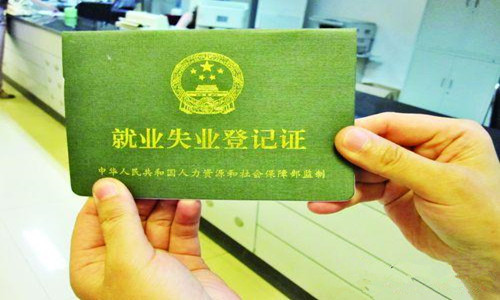 就业失业登记证
中华人民共和国人力资源和社会保障部监制